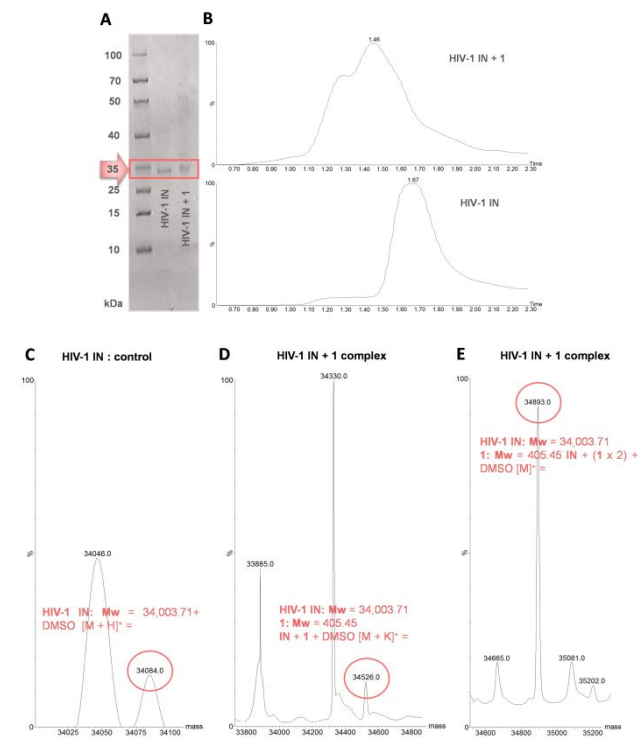 A
100
70
50
40
35
25
15
10
kDa
HIV-1 IN
HIV-1 IN + 1
B
100
%
0
1.46
HIV-1 IN + 1
0.70 0.80 0.90 1.00 1.10 1.20 1.30 1.40 1.50 1.60 1.70 1.80 1.90 2.00 2.10 2.20 2.30
Time
100
%
0
1.67
HIV-1 IN
0.70 0.80 0.90 1.00 1.10 1.20 1.30 1.40 1.50 1.60 1.70 1.80 1.90 2.00 2.10 2.20 2.30
Time
C
HIV-1 IN : control
100
%
0
34046.0
HIV-1 IN: Mw = 34,003.71+
DMSO [M + H]⁺ =
34084.0
34025 34050 34075 34100
mass
D
HIV-1 IN + 1 complex
100
%
0
34330.0
33885.0
HIV-1 IN: Mw = 34,003.71
1: Mw = 405.45
IN + 1 + DMSO [M + K]⁺ =
34526.0
33800 34000 34200 34400 34600 34800
mass
E
HIV-1 IN + 1 complex
100
%
0
34893.0
HIV-1 IN: Mw = 34,003.71
1: Mw = 405.45 IN + (1 x 2) +
DMSO [M]⁺ =
34665.0
35081.0
35202.0
34600 34800 35000 35200
mass